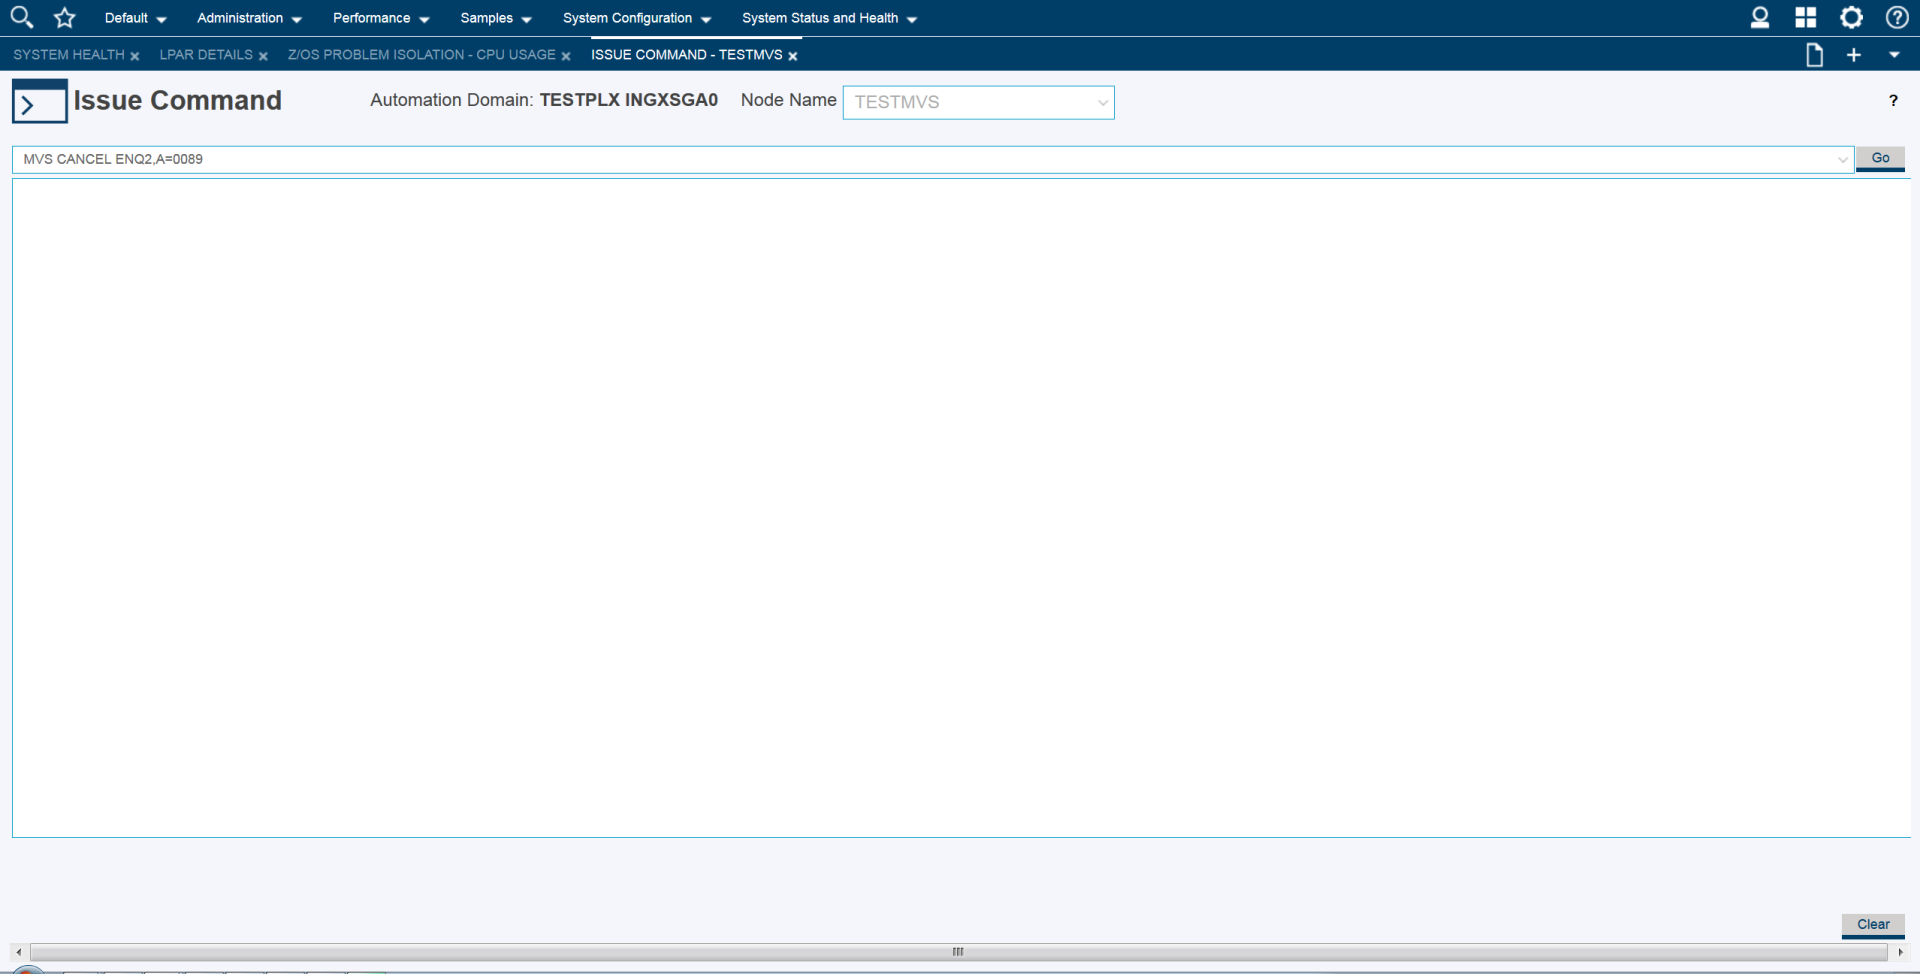 Default Administration Performance Samples System Configuration System Status and Health
SYSTEM HEALTH LPAR DETAILS Z/OS PROBLEM ISOLATION - CPU USAGE ISSUE COMMAND - TESTMVS
Issue Command Automation Domain: TESTPLX INGXSGA0 Node Name TESTMVS ?
MVS CANCEL ENQ2,A=0089 Go
Clear